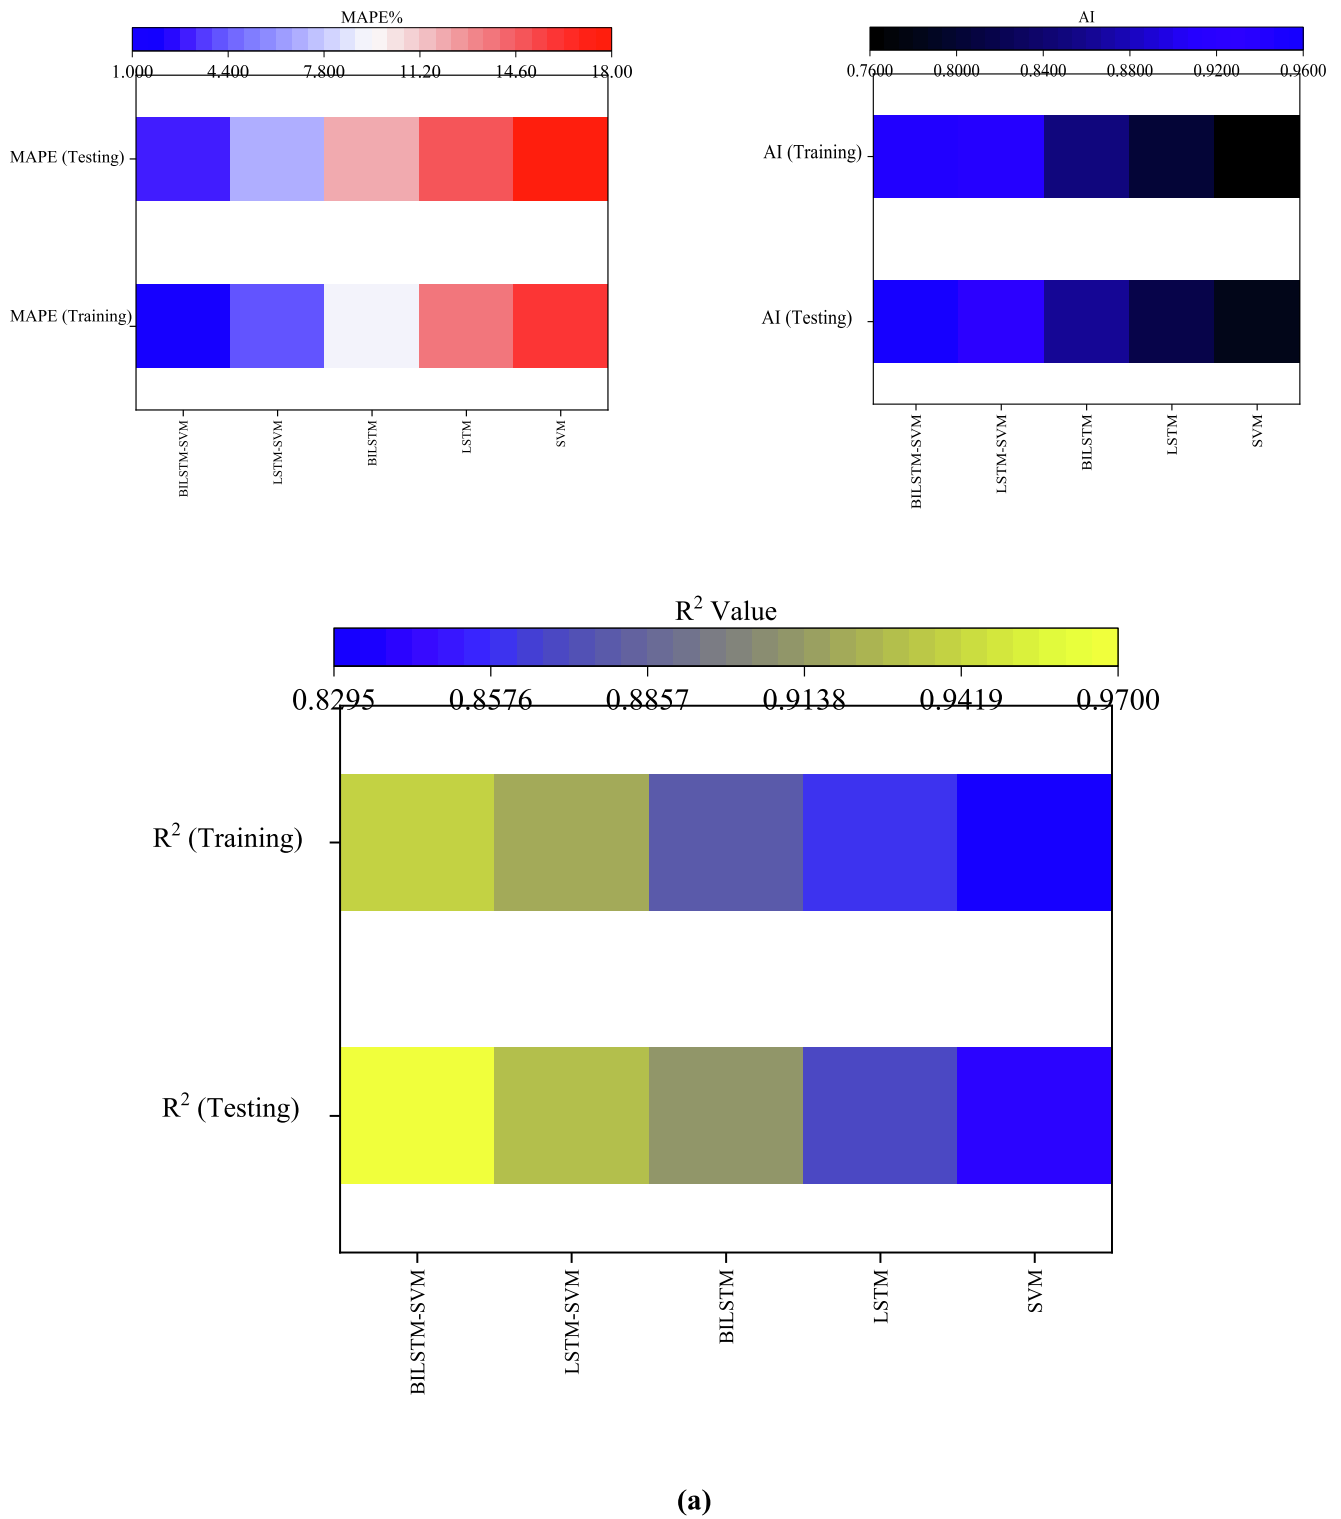 MAPE%
1.000 4.400 7.800 11.20 14.60 18.00
MAPE (Testing)
MAPE (Training)
BILSTM-SVM
LSTM-SVM
BILSTM
LSTM
SVM
AI
0.7600 0.8000 0.8400 0.8800 0.9200 0.9600
AI (Training)
AI (Testing)
BILSTM-SVM
LSTM-SVM
BILSTM
LSTM
SVM
R² Value
0.8295 0.8576 0.8857 0.9138 0.9419 0.9700
R² (Training)
R² (Testing)
BILSTM-SVM
LSTM-SVM
BILSTM
LSTM
SVM
(a)